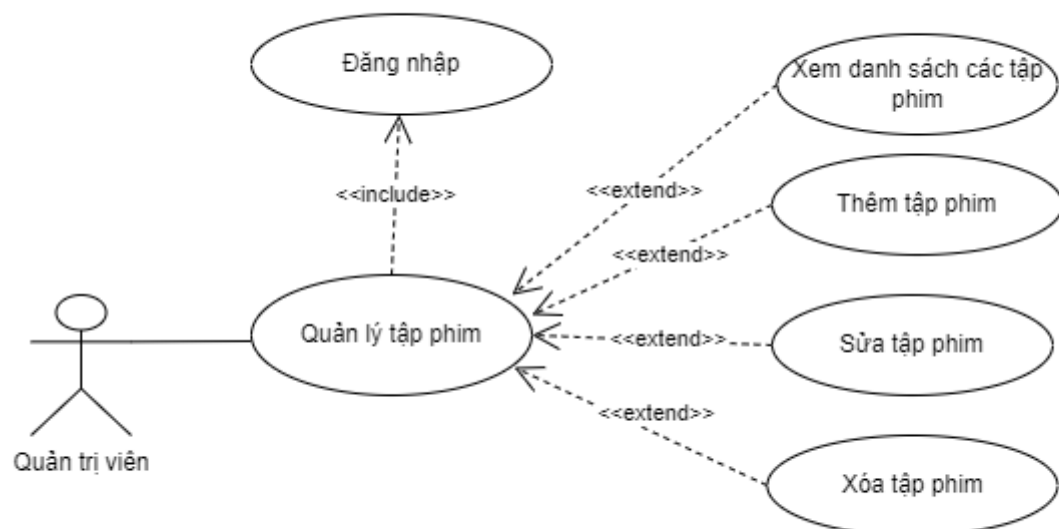 Đăng nhập
Xem danh sách các tập
phim
<<include>>
<<extend>>
Thêm tập phim
<<extend>>
Quản lý tập phim
<<extend>>
Sửa tập phim
<<extend>>
Quản trị viên
Xóa tập phim